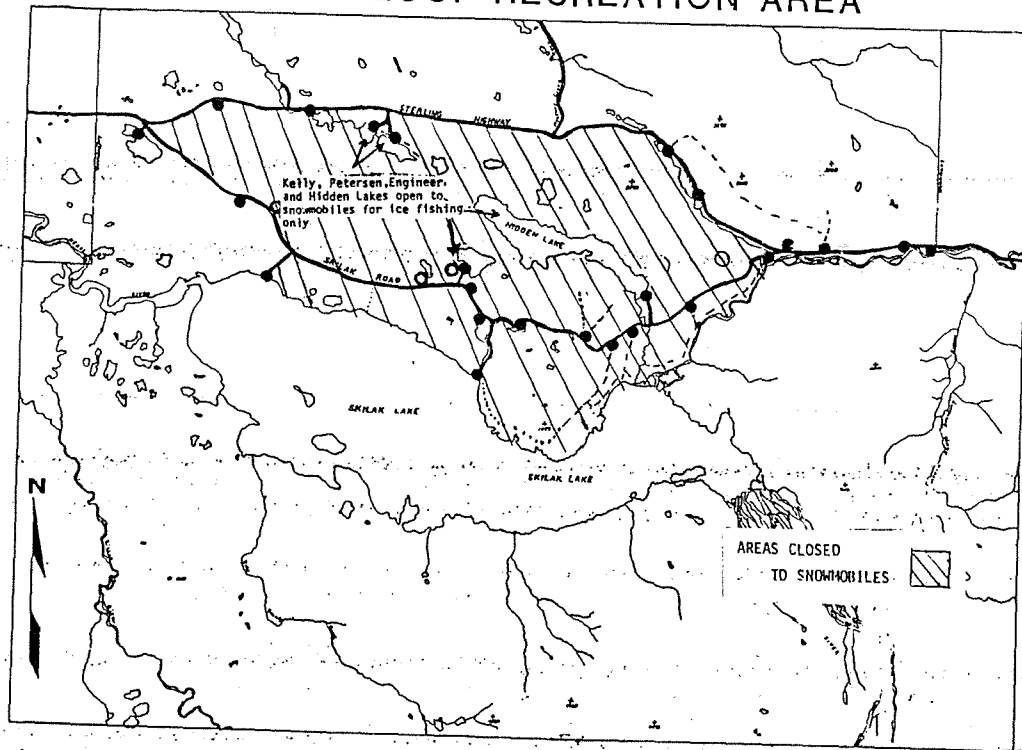 RECREATION AREA
STERLING HIGHWAY
Kelly, Petersen, Engineer,
and Hidden Lakes open to
snowmobiles for ice fishing
only
HIDDEN LAKE
SKILAK ROAD
SKILAK LAKE
SKILAK LAKE
N
AREAS CLOSED
TO SNOWMOBILES